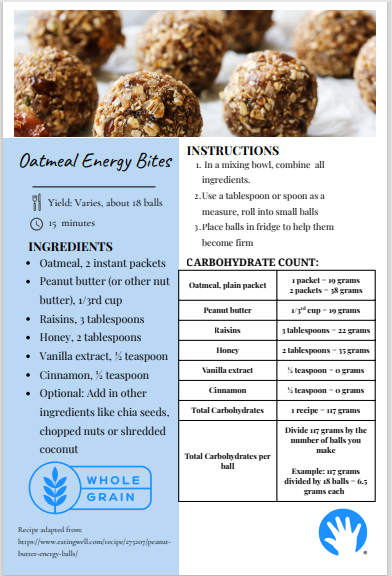 Oatmeal Energy Bites
Yield: Varies, about 18 balls
15 minutes
INGREDIENTS
• Oatmeal, 2 instant packets
• Peanut butter (or other nut
butter), 1/3rd cup
• Raisins, 3 tablespoons
• Honey, 2 tablespoons
• Vanilla extract, ½ teaspoon
• Cinnamon, ½ teaspoon
• Optional: Add in other
ingredients like chia seeds,
chopped nuts or shredded
coconut
WHOLE
GRAIN
Recipe adapted from:
https://www.eatingwell.com/recipe/275207/peanut-
butter-energy-balls/
INSTRUCTIONS
1. In a mixing bowl, combine all
ingredients.
2. Use a tablespoon or spoon as a
measure, roll into small balls
3. Place balls in fridge to help them
become firm
CARBOHYDRATE COUNT:
Oatmeal, plain packet
1 packet = 19 grams
2 packets = 38 grams
Peanut butter
1/3rd cup = 19 grams
Raisins
3 tablespoons = 22 grams
Honey
2 tablespoons = 35 grams
Vanilla extract
½ teaspoon = 0 grams
Cinnamon
½ teaspoon = 0 grams
Total Carbohydrates
1 recipe = 117 grams
Total Carbohydrates per
ball
Divide 117 grams by the
number of balls you
make
Example: 117 grams
divided by 18 balls = 6.5
grams each
®